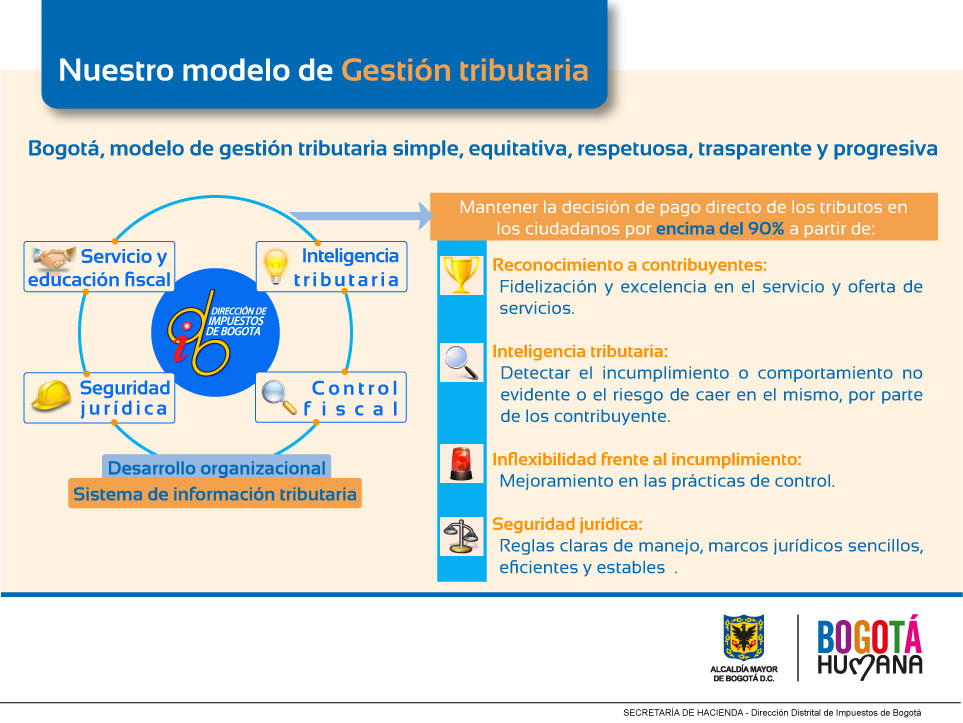 Nuestro modelo de Gestión tributaria
Bogotá, modelo de gestión tributaria simple, equitativa, respetuosa, trasparente y progresiva
Servicio y
educación fiscal
Inteligencia
tributaria
DIRECCIÓN DE
IMPUESTOS
DE BOGOTA
dib
Seguridad
jurídica
Control
fiscal
Desarrollo organizacional
Sistema de información tributaria
Mantener la decisión de pago directo de los tributos en
los ciudadanos por encima del 90% a partir de:
Reconocimiento a contribuyentes:
Fidelización y excelencia en el servicio y oferta de
servicios.
Inteligencia tributaria:
Detectar el incumplimiento o comportamiento no
evidente o el riesgo de caer en el mismo, por parte
de los contribuyente.
Inflexibilidad frente al incumplimiento:
Mejoramiento en las prácticas de control.
Seguridad jurídica:
Reglas claras de manejo, marcos jurídicos sencillos,
eficientes y estables .
ALCALDÍA MAYOR
DE BOGOTÁ D.C.
BOGOTÁ
HUMANA
SECRETARÍA DE HACIENDA - Dirección Distrital de Impuestos de Bogotá